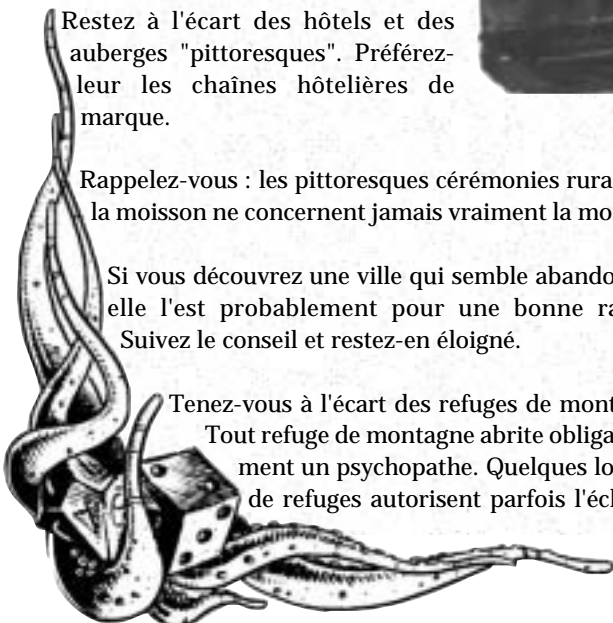 Restez à l'écart des hôtels et des
auberges "pittoresques". Préférez-
leur les chaînes hôtelières de
marque.
Rappelez-vous : les pittoresques cérémonies rura
la moisson ne concernent jamais vraiment la mo
Si vous découvrez une ville qui semble abando
elle l'est probablement pour une bonne ra
Suivez le conseil et restez-en éloigné.
Tenez-vous à l'écart des refuges de mont
Tout refuge de montagne abrite obliga
ment un psychopathe. Quelques lo
de refuges autorisent parfois l'écl